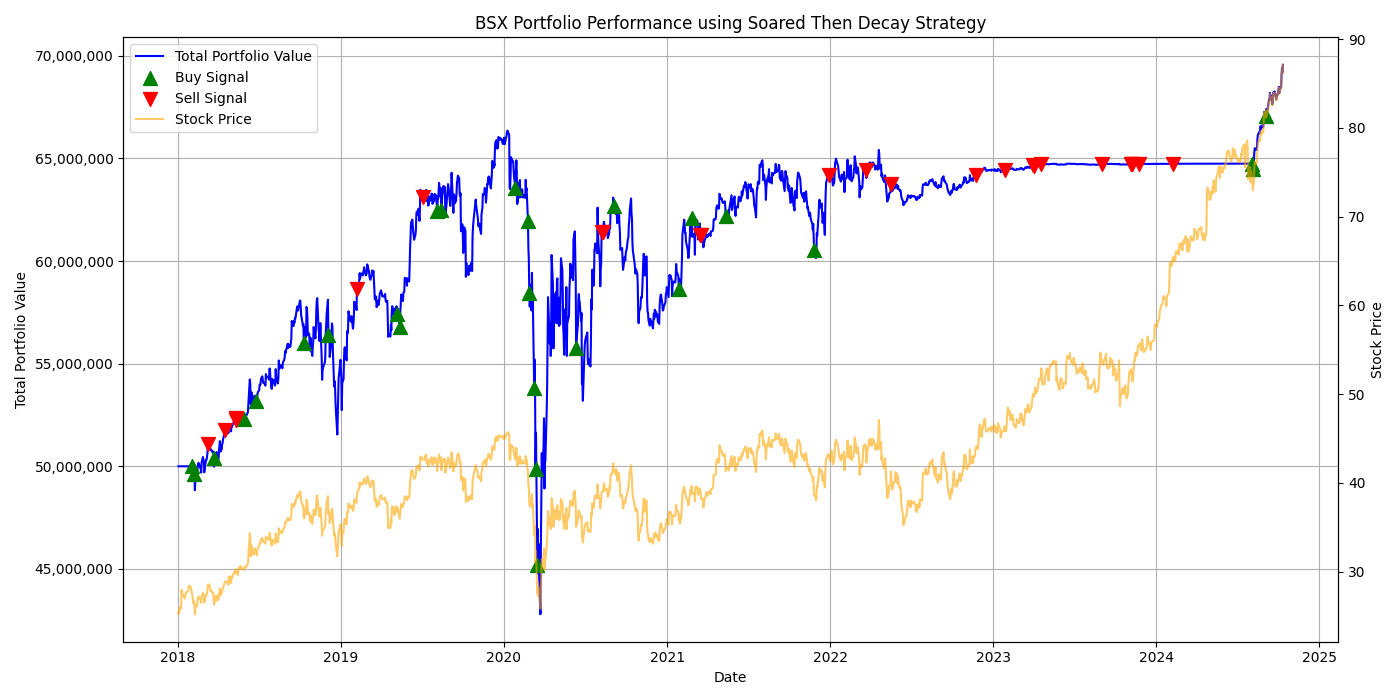 BSX Portfolio Performance using Soared Then Decay Strategy
Total Portfolio Value
Buy Signal
Sell Signal
Stock Price
70,000,000
65,000,000
60,000,000
55,000,000
50,000,000
45,000,000
Total Portfolio Value
90
80
70
60
50
40
30
Stock Price
2018
2019
2020
2021
2022
2023
2024
2025
Date